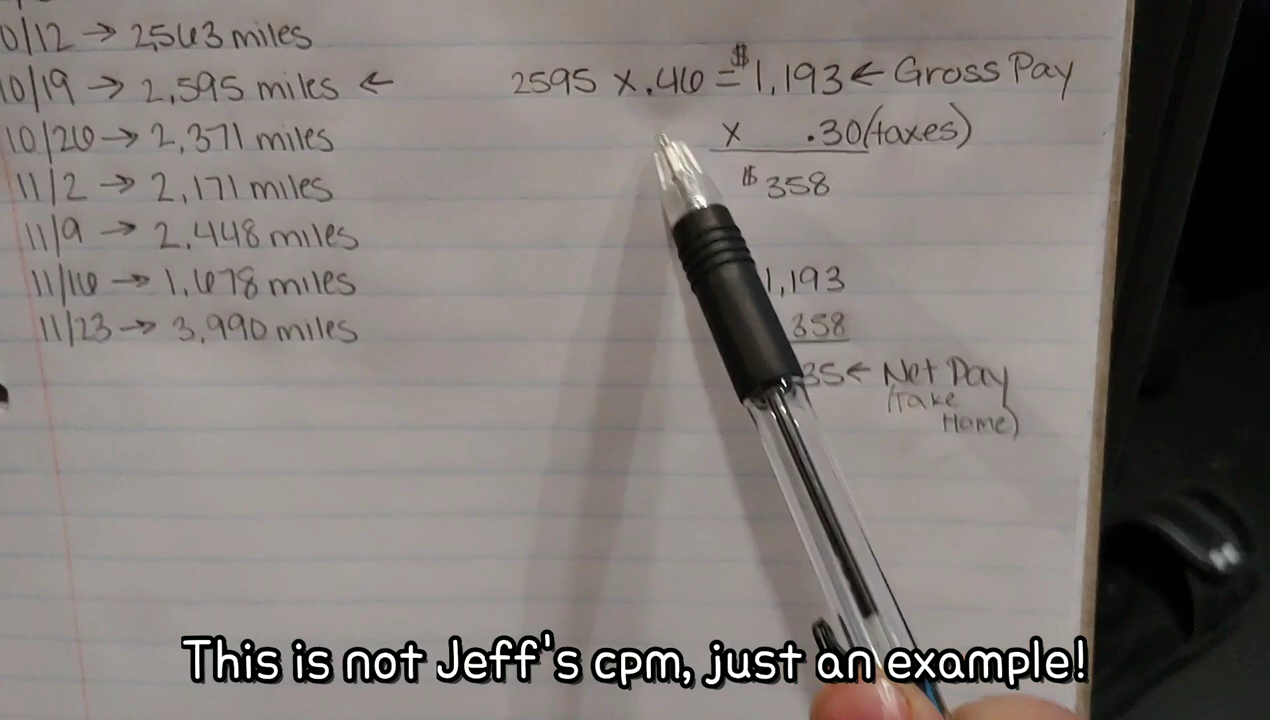 0/12 → 2,563 miles
10/19 → 2,595 miles ←
10/26 → 2,371 miles
11/2 → 2,171 miles
11/9 → 2,448 miles
11/16 → 1,678 miles
11/23 → 3,990 miles
2595 x .46 = $1,193 ← Gross Pay
x .30 (taxes)
$358
1,193
358
35 ← Net Pay
(Take
Home)
This is not Jeff's cpm, just an example!